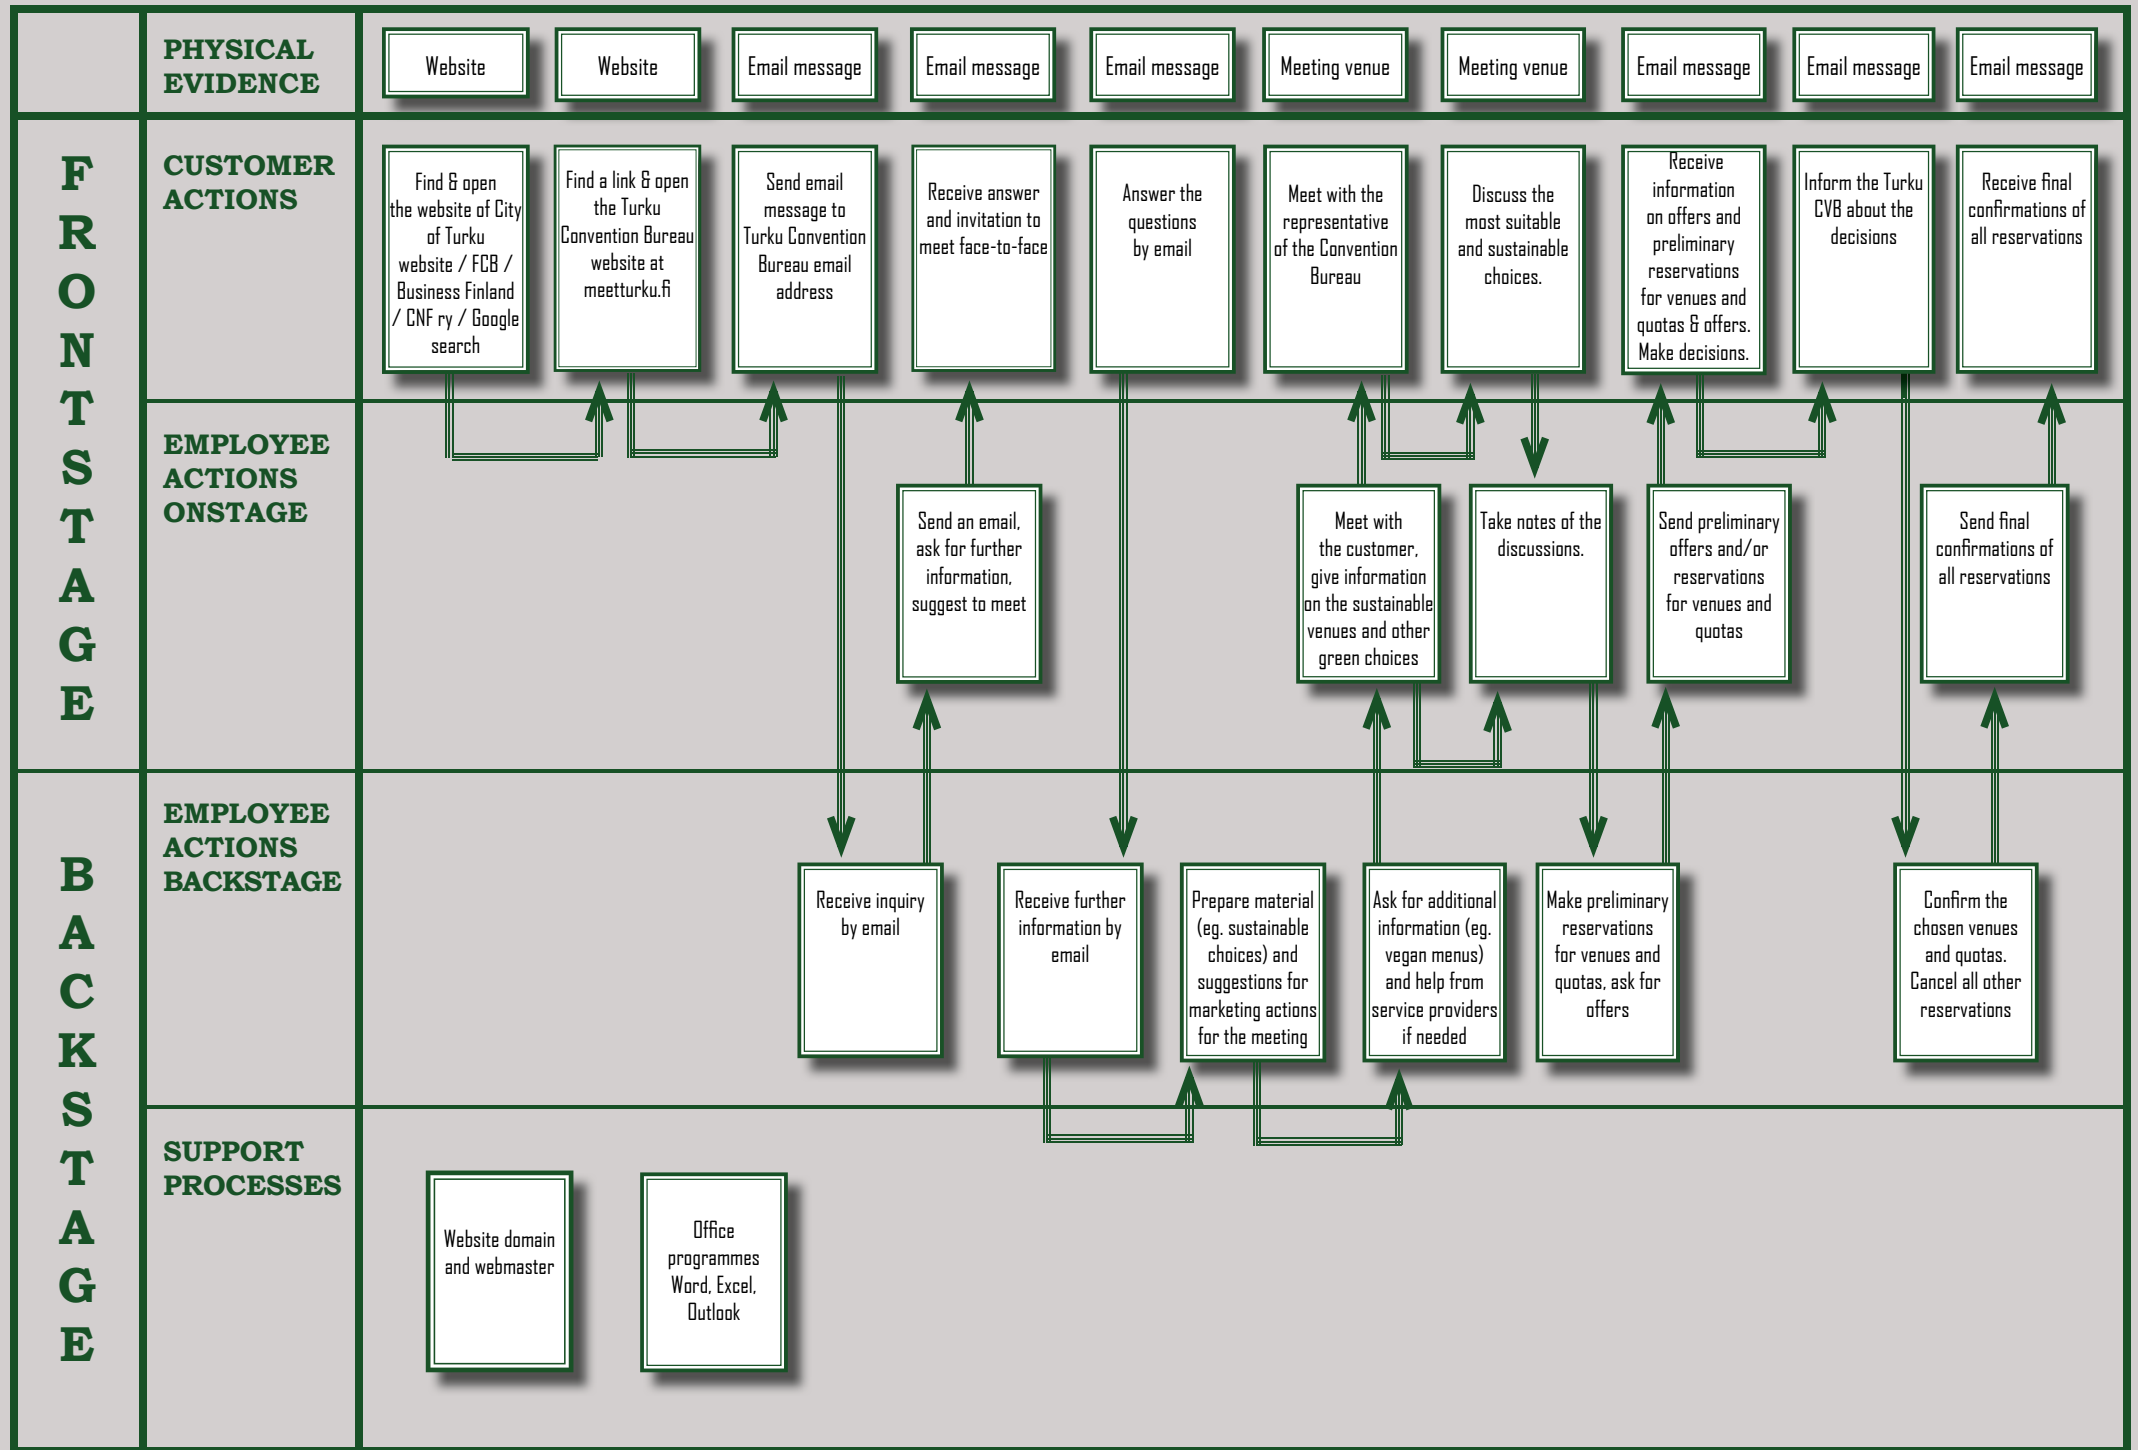 PHYSICAL
EVIDENCE
Website
Website
Email message
Email message
Email message
Meeting venue
Meeting venue
Email message
Email message
Email message
F
R
O
N
T
S
T
A
G
E
CUSTOMER
ACTIONS
Find & open
the website of City
of Turku
website / FCB /
Business Finland
/ CNF ry / Google
search
Find a link & open
the Turku
Convention Bureau
website at
meetturku.fi
Send email
message to
Turku Convention
Bureau email
address
Receive answer
and invitation to
meet face-to-face
Answer the
questions
by email
Meet with the
representative
of the Convention
Bureau
Discuss the
most suitable
and sustainable
choices.
Receive
information
on offers and
preliminary
reservations
for venues and
quotas & offers.
Make decisions.
Inform the Turku
CVB about the
decisions
Receive final
confirmations of
all reservations
EMPLOYEE
ACTIONS
ONSTAGE
Send an email,
ask for further
information,
suggest to meet
Meet with
the customer,
give information
on the sustainable
venues and other
green choices
Take notes of the
discussions.
Send preliminary
offers and/or
reservations
for venues and
quotas
Send final
confirmations of
all reservations
B
A
C
K
S
T
A
G
E
EMPLOYEE
ACTIONS
BACKSTAGE
Receive inquiry
by email
Receive further
information by
email
Prepare material
(eg. sustainable
choices) and
suggestions for
marketing actions
for the meeting
Ask for additional
information (eg.
vegan menus)
and help from
service providers
if needed
Make preliminary
reservations
for venues and
quotas, ask for
offers
Confirm the
chosen venues
and quotas.
Cancel all other
reservations
SUPPORT
PROCESSES
Website domain
and webmaster
Office
programmes
Word, Excel,
Outlook